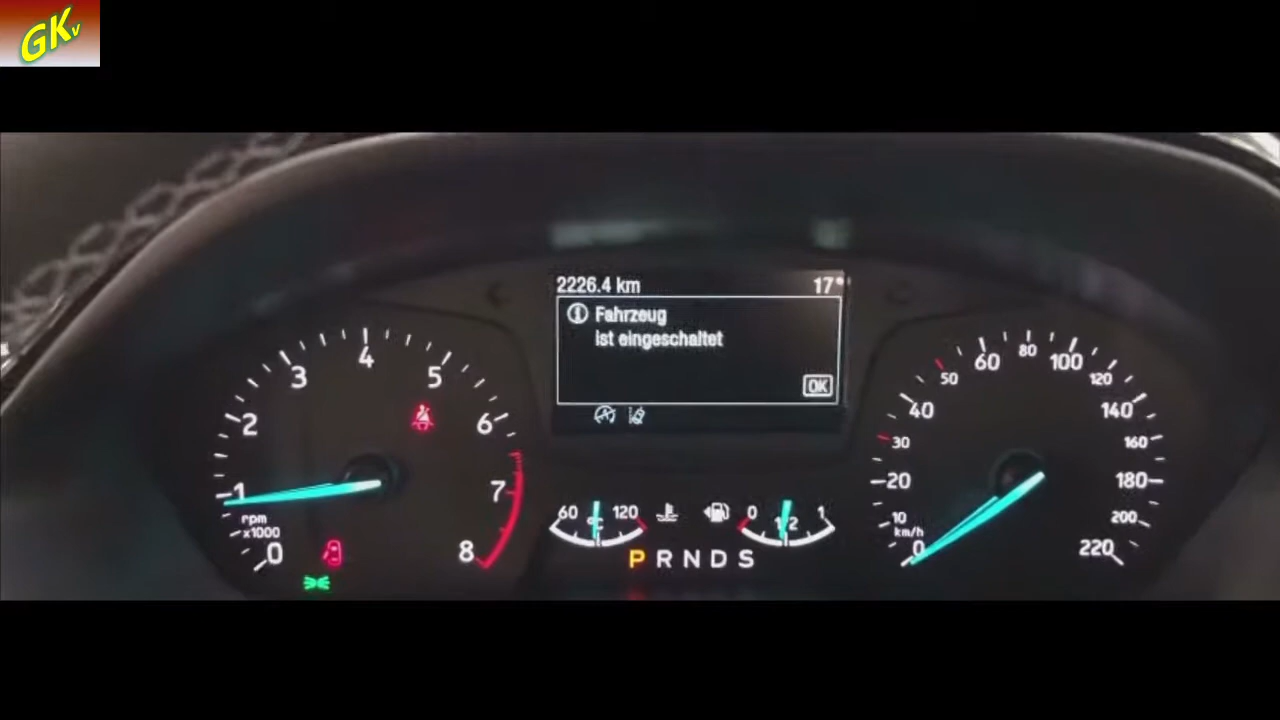 GKv
2226.4 km 17°
Fahrzeug
ist eingeschaltet
OK
0 1 2 3 4 5 6 7 8
rpm
x1000
60 °C 120
0 1/2 1
P R N D S
0 10 20 30 40 50 60 80 100 120 140 160 180 200 220
km/h